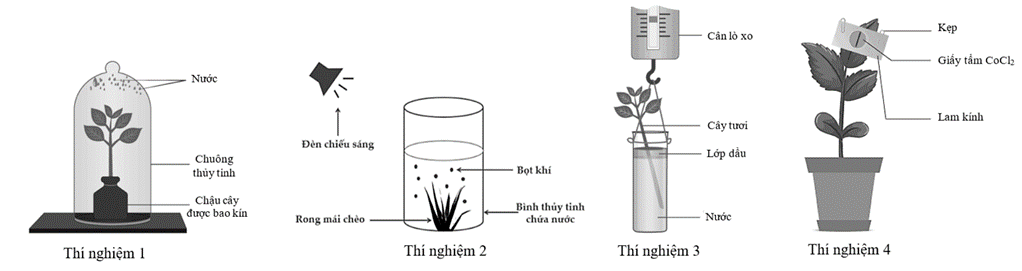 Nước
Chuông
thủy tinh
Chậu cây
được bao kín
Thí nghiệm 1
Đèn chiếu sáng
Bọt khí
Rong mái chèo
Bình thủy tinh
chứa nước
Thí nghiệm 2
Cân lò xo
Cây tươi
Lớp dầu
Nước
Thí nghiệm 3
Kẹp
Giấy tẩm CoCl₂
Lam kính
Thí nghiệm 4